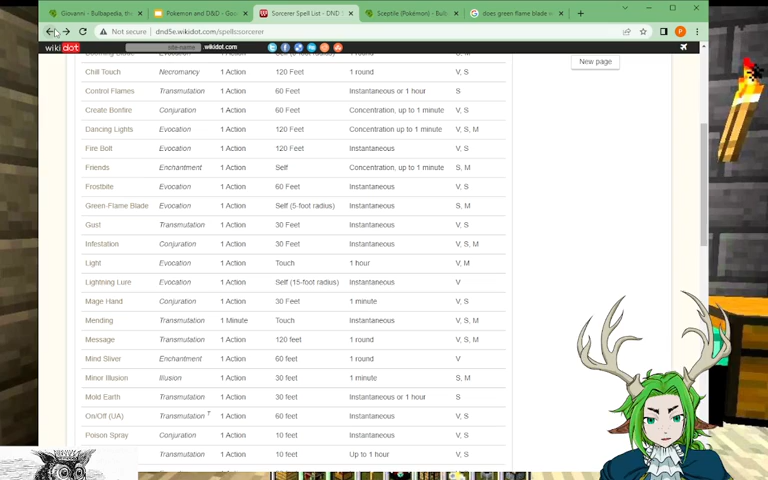 Giovanni - Bulbapedia, th
Pokemon and D&D - Goo
Sorcerer Spell List - DND
Sceptile (Pokémon) - Bulb
does green flame blade w
Not secure
dnd5e.wikidot.com/spells:sorcerer
P
wikidot
site-name
.wikidot.com
New page
Chill Touch Necromancy 1 Action 120 Feet 1 round V, S
Control Flames Transmutation 1 Action 60 Feet Instantaneous or 1 hour S
Create Bonfire Conjuration 1 Action 60 Feet Concentration, up to 1 minute V, S
Dancing Lights Evocation 1 Action 120 Feet Concentration up to 1 minute V, S, M
Fire Bolt Evocation 1 Action 120 Feet Instantaneous V, S
Friends Enchantment 1 Action Self Concentration, up to 1 minute S, M
Frostbite Evocation 1 Action 60 Feet Instantaneous V, S
Green-Flame Blade Evocation 1 Action Self (5-foot radius) Instantaneous S, M
Gust Transmutation 1 Action 30 Feet Instantaneous V, S
Infestation Conjuration 1 Action 30 Feet Instantaneous V, S, M
Light Evocation 1 Action Touch 1 hour V, M
Lightning Lure Evocation 1 Action Self (15-foot radius) Instantaneous V
Mage Hand Conjuration 1 Action 30 Feet 1 minute V, S
Mending Transmutation 1 Minute Touch Instantaneous V, S, M
Message Transmutation 1 Action 120 feet 1 round V, S, M
Mind Sliver Enchantment 1 Action 60 feet 1 round V
Minor Illusion Illusion 1 Action 30 feet 1 minute S, M
Mold Earth Transmutation 1 Action 30 feet Instantaneous or 1 hour S
On/Off (UA) Transmutation T 1 Action 60 feet Instantaneous V, S
Poison Spray Conjuration 1 Action 10 feet Instantaneous V, S
Transmutation 1 Action 10 feet Up to 1 hour V, S